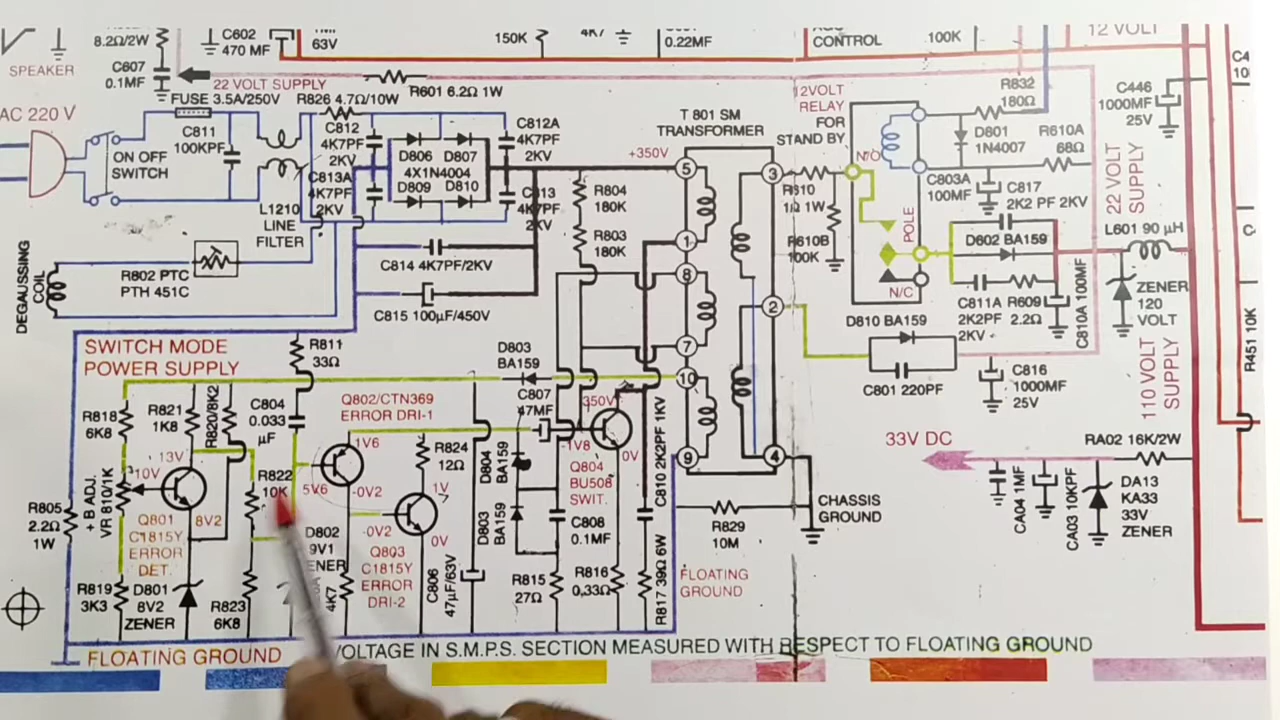 8.2Ω/2W
C602
470 MF
63V
150K
4K7
0.22MF
CONTROL
100K
12 VOLT
SPEAKER
C607
0.1MF
22 VOLT SUPPLY
R601 6.2Ω 1W
12VOLT
RELAY
FOR
STAND BY
R832
180Ω
C446
1000MF
25V
C4
10
AC 220 V
FUSE 3.5A/250V
R826 4.7Ω/10W
C811
100KPF
ON OFF
SWITCH
C812
4K7PF
2KV
C812A
4K7PF
2KV
D806
D807
4X1N4004
D809
D810
C813A
4K7PF
2KV
C813
4K7PF
2KV
L1210
LINE
FILTER
T 801 SM
TRANSFORMER
+350V
5
1
8
7
10
9
3
2
4
N/O
POLE
N/C
D801
1N4007
R610A
68Ω
C803A
100MF
C817
2K2 PF 2KV
22 VOLT
SUPPLY
R804
180K
R803
180K
1Ω 1W
R610B
100K
D602 BA159
L601 90 µH
DEGAUSSING
COIL
R802 PTC
PTH 451C
C814 4K7PF/2KV
C815 100µF/450V
C811A
2K2PF
2KV
R609
2.2Ω
C810A 100MF
ZENER
120
VOLT
D810 BA159
C801 220PF
C816
1000MF
25V
110 VOLT
SUPPLY
R451 10K
SWITCH MODE
POWER SUPPLY
R811
33Ω
D803
BA159
C807
47MF
350V
R818
6K8
R821
1K8
R820/8K2
C804
0.033
µF
Q802/CTN369
ERROR DRI-1
1V6
R824
12Ω
D804
BA159
-1V8
0V
Q804
BU508
SWIT.
C810 2K2PF 1KV
33V DC
RA02 16K/2W
10V
13V
R822
10K
5V6
-0V2
1V
+ B ADJ.
VR 810/1K
R805
2.2Ω
1W
Q801
C1815Y
ERROR
DET.
8V2
D802
9V1
-0V2
0V
Q803
C1815Y
ERROR
DRI-2
D803
BA159
C808
0.1MF
R829
10M
CHASSIS
GROUND
CA04 1MF
CA03 10KPF
DA13
KA33
33V
ZENER
R819
3K3
D801
8V2
ZENER
R823
6K8
4K7
C806
47µF/63V
R815
27Ω
R816
0,33Ω
R817 39Ω 6W
FLOATING
GROUND
FLOATING GROUND
VOLTAGE IN S.M.P.S. SECTION MEASURED WITH RESPECT TO FLOATING GROUND